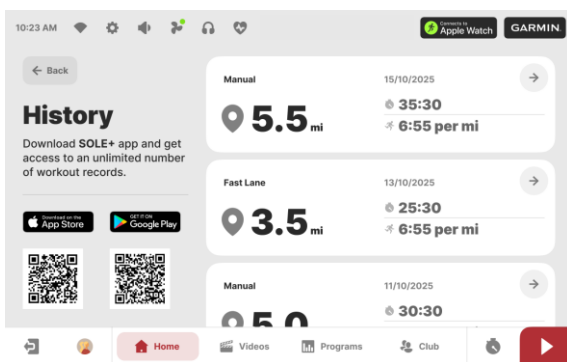 10:23 AM
Connects to
Apple Watch
GARMIN.
← Back
History
Download SOLE+ app and get
access to an unlimited number
of workout records.
Download on the
App Store
GET IT ON
Google Play
Manual
15/10/2025
5.5 mi
35:30
6:55 per mi
Fast Lane
13/10/2025
3.5 mi
25:30
6:55 per mi
Manual
11/10/2025
30:30
Home
Videos
Programs
Club